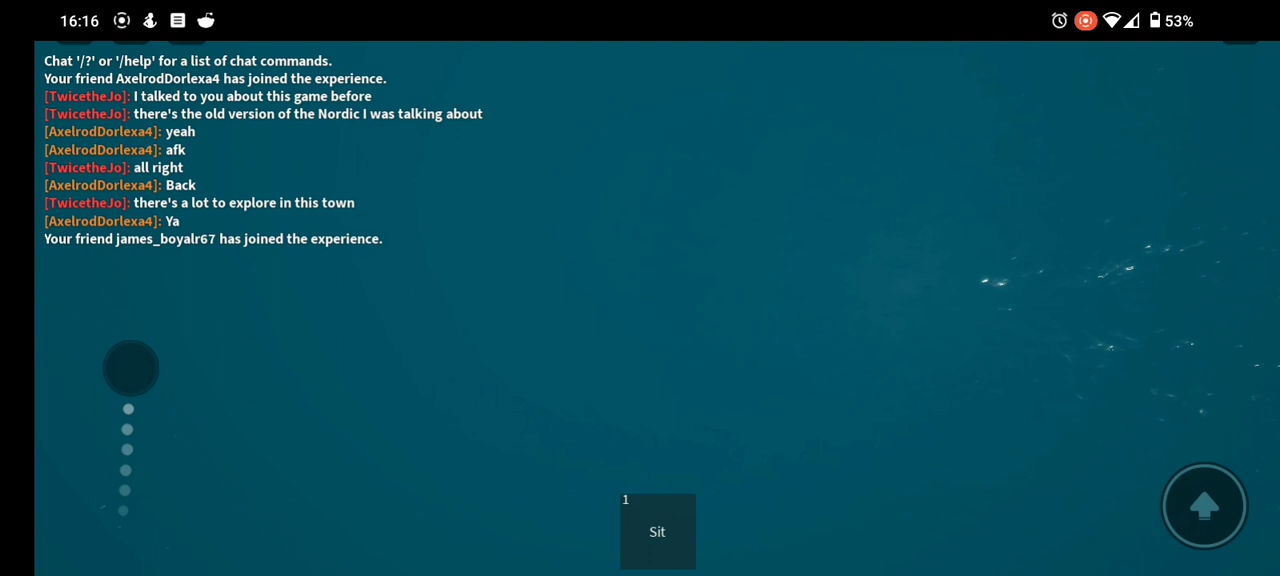 16:16
53%
Chat '/?' or '/help' for a list of chat commands.
Your friend AxelrodDorlexa4 has joined the experience.
[TwicetheJo]: I talked to you about this game before
[TwicetheJo]: there's the old version of the Nordic I was talking about
[AxelrodDorlexa4]: yeah
[AxelrodDorlexa4]: afk
[TwicetheJo]: all right
[AxelrodDorlexa4]: Back
[TwicetheJo]: there's a lot to explore in this town
[AxelrodDorlexa4]: Ya
Your friend james_boyalr67 has joined the experience.
1
Sit